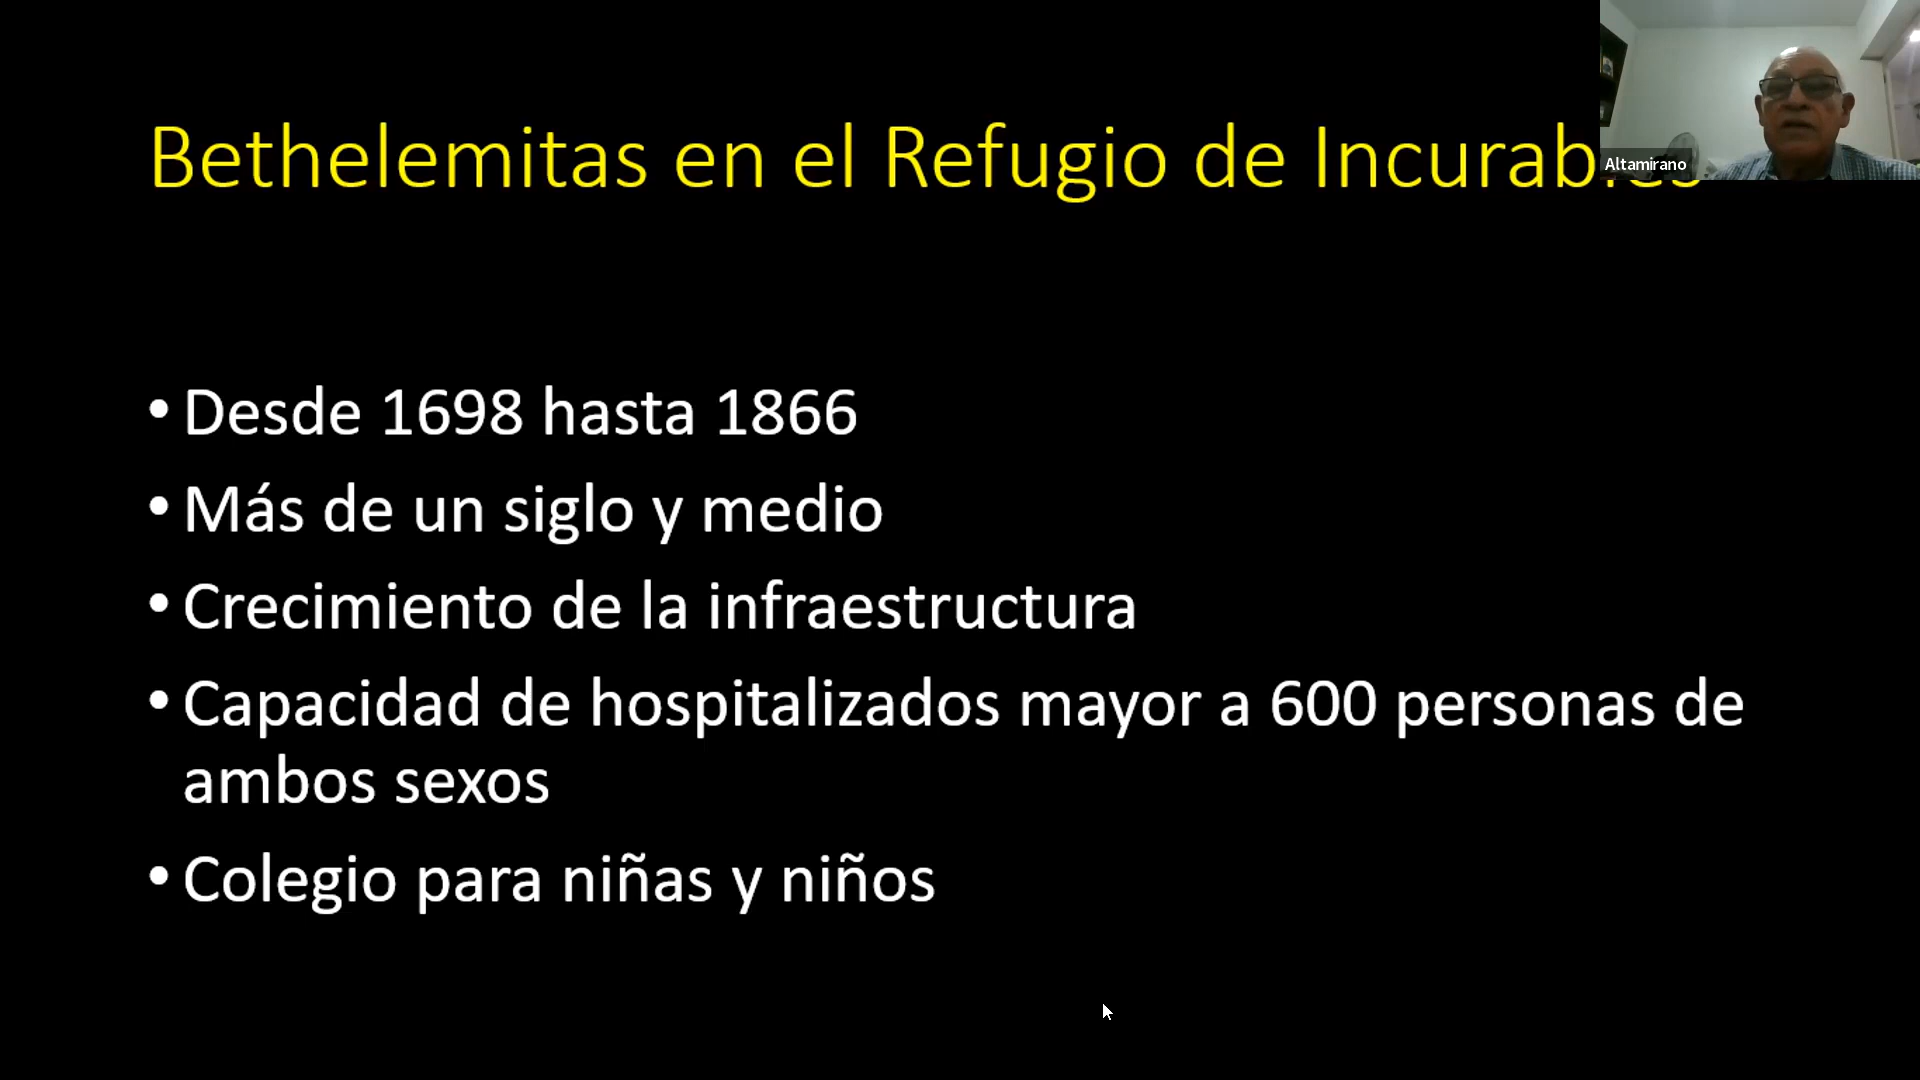 Bethelemitas en el Refugio de
Altamirano
• Desde 1698 hasta 1866
• Más de un siglo y medio
• Crecimiento de la infraestructura
• Capacidad de hospitalizados mayor a 600 personas de
ambos sexos
• Colegio para niñas y niños